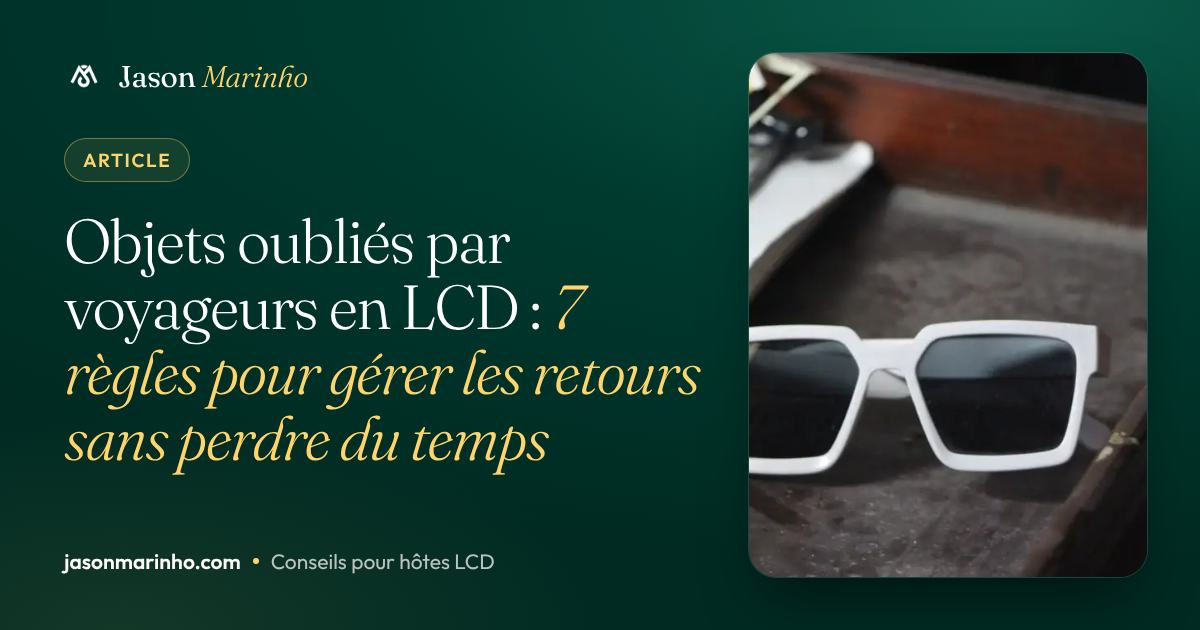 Jason Marinho
ARTICLE
Objets oubliés par
voyageurs en LCD : 7
règles pour gérer les retours
sans perdre du temps
jasonmarinho.com • Conseils pour hôtes LCD